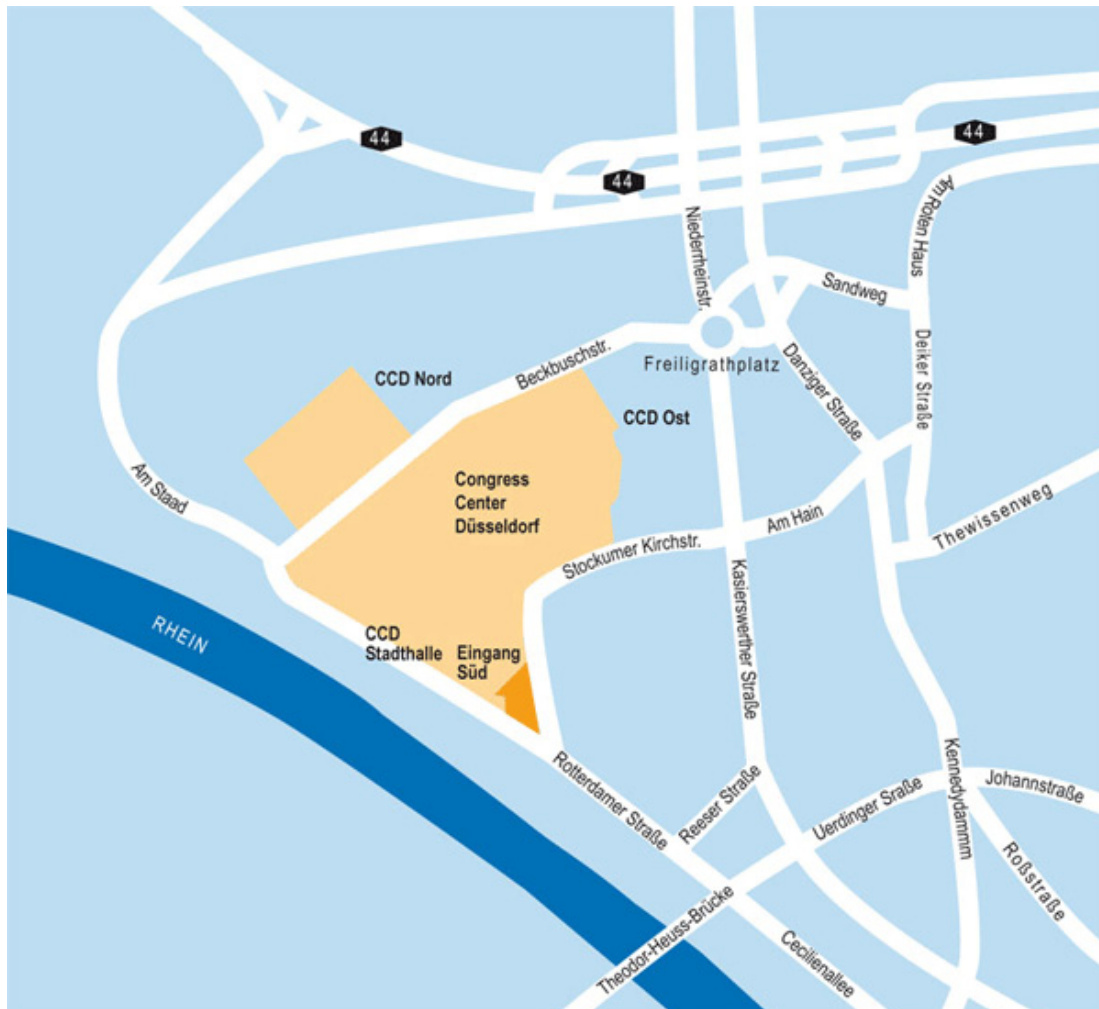 44
44
44
Am Roten Haus
Niederrheinstr.
Sandweg
Deiker Straße
Freiligrathplatz
Danziger Straße
Beckbuschstr.
CCD Nord
CCD Ost
Congress
Center
Düsseldorf
Am Staad
Stockumer Kirchstr.
Am Hain
Thewissenweg
Kasierswerther Straße
RHEIN
CCD
Stadthalle
Eingang
Süd
Rotterdamer Straße
Reeser Straße
Uerdinger Sraße
Kennedydammm
Johannstraße
Roßstraße
Theodor-Heuss-Brücke
Cecilienallee